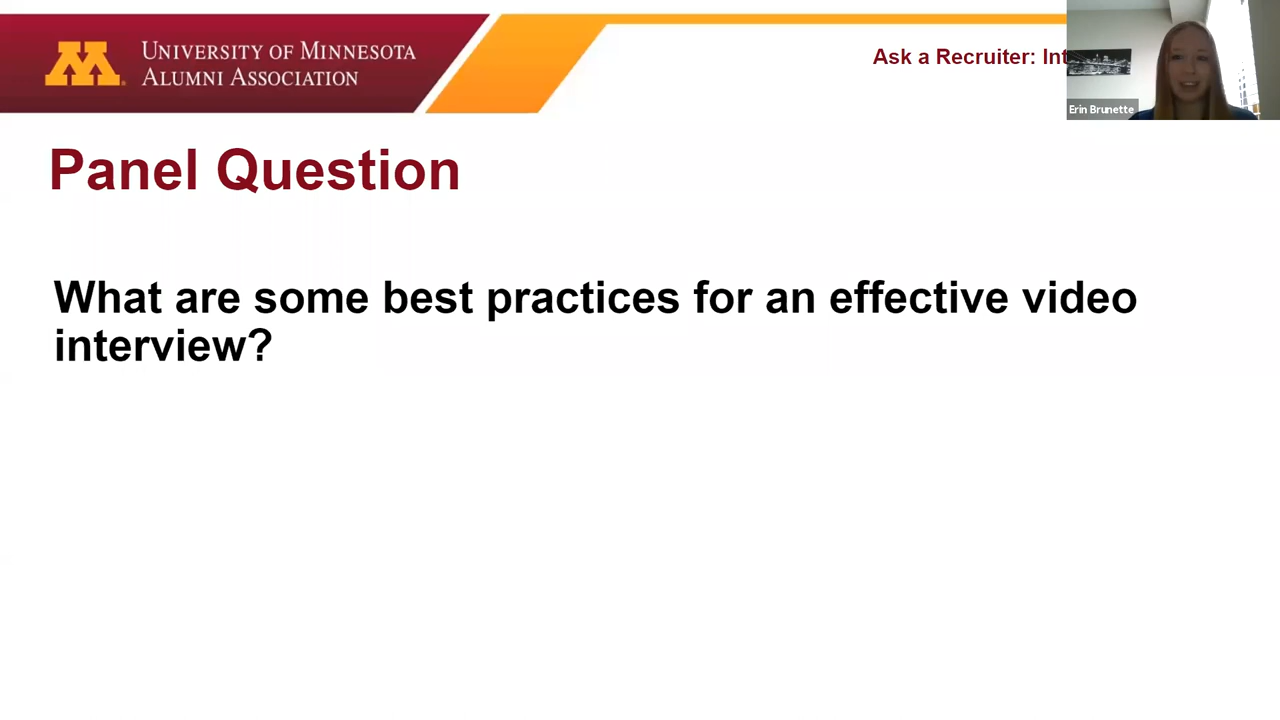 UNIVERSITY OF MINNESOTA
ALUMNI ASSOCIATION
Ask a Recruiter:
Erin Brunette
Panel Question
What are some best practices for an effective video
interview?